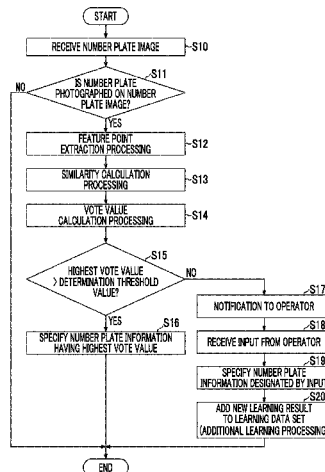 START
RECEIVE NUMBER PLATE IMAGE
S10
S11
IS NUMBER PLATE
PHOTOGRAPHED ON NUMBER
PLATE IMAGE?
NO
YES
FEATURE POINT
EXTRACTION PROCESSING
S12
SIMILARITY CALCULATION
PROCESSING
S13
VOTE VALUE
CALCULATION PROCESSING
S14
S15
HIGHEST VOTE VALUE
> DETERMINATION THRESHOLD
VALUE?
NO
YES
S16
SPECIFY NUMBER PLATE INFORMATION
HAVING HIGHEST VOTE VALUE
S17
NOTIFICATION TO OPERATOR
S18
RECEIVE INPUT FROM OPERATOR
S19
SPECIFY NUMBER PLATE
INFORMATION DESIGNATED BY INPUT
S20
ADD NEW LEARNING RESULT
TO LEARNING DATA SET
(ADDITIONAL LEARNING PROCESSING)
END